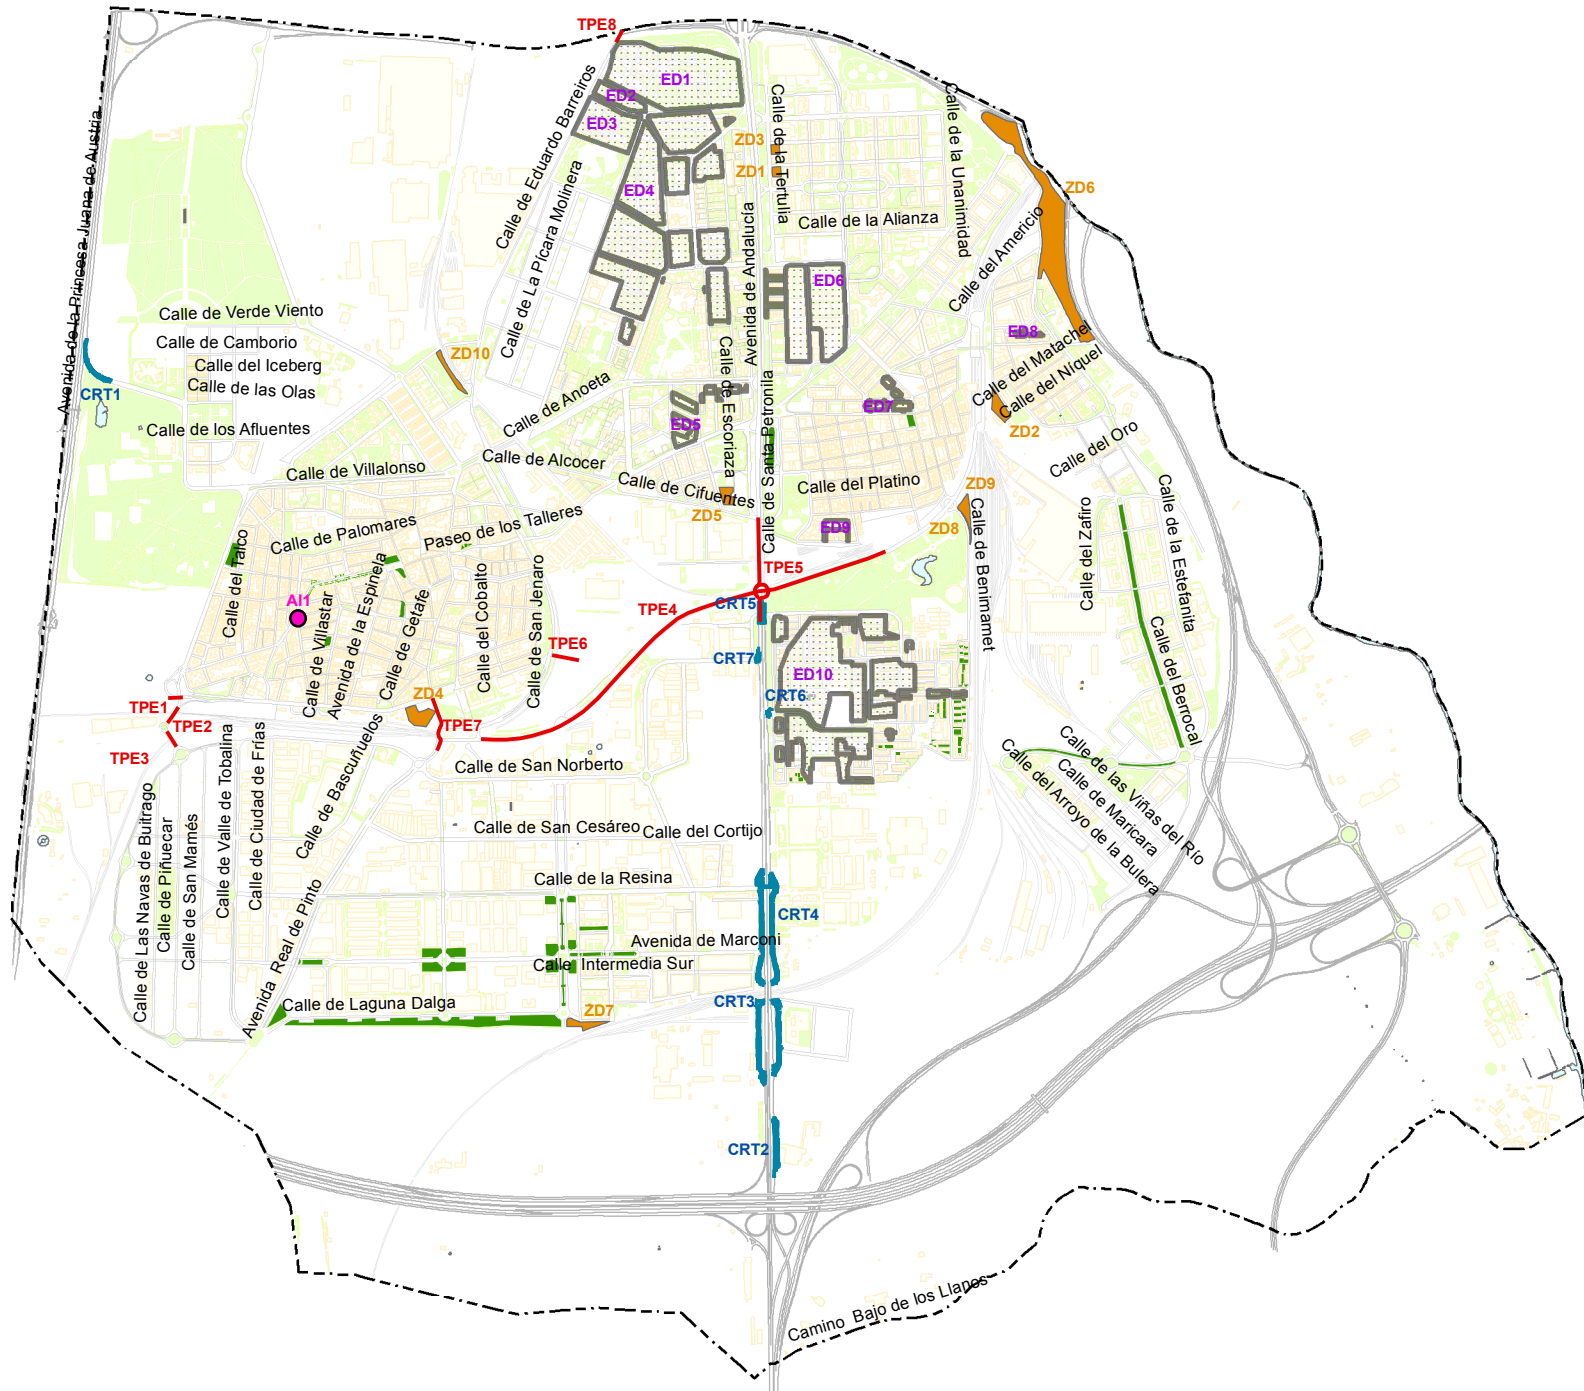 TPE8
ED1
ED2
ED3
ED4
Calle de Eduardo Barreiros
Calle de La Pícara Molinera
Avenida de la Princesa Juana de Austria
ZD3
ZD1
Calle de la Tertulia
Avenida de Andalucía
Calle de la Alianza
Calle de la Unanimidad
Calle del Americio
ZD6
ED6
ED8
Calle de Verde Viento
Calle de Camborio
Calle del Iceberg
Calle de las Olas
Calle de los Afluentes
CRT1
ZD10
Calle de Anoeta
Calle de Escoriaza
Calle de Santa Petronila
ED5
ED7
Calle del Matachel
Calle del Níquel
ZD2
Calle del Oro
Calle de Villalonso
Calle de Alcocer
Calle de Cifuentes
ZD5
Calle del Platino
ZD9
ZD8
ED9
Calle de Benimamet
Calle del Zafiro
Calle de la Estefanita
Calle del Berrocal
Calle de Palomares
Paseo de los Talleres
Calle del Talco
AI1
Calle de Villastar
Avenida de la Espinela
Calle de Getafe
Calle del Cobalto
Calle de San Jenaro
TPE5
TPE4
CRT5
TPE6
CRT7
ED10
CRT6
TPE1
TPE2
TPE3
ZD4
TPE7
Calle de Las Navas de Buitrago
Calle de Piñuecar
Calle de San Mamés
Calle de Valle de Tobalina
Calle de Ciudad de Frías
Calle de Bascuñuelos
Avenida Real de Pinto
Calle de San Norberto
Calle de San Cesáreo
Calle del Cortijo
Calle de las Viñas del Río
Calle de Maricara
Calle del Arroyo de la Bulera
Calle de la Resina
CRT4
Avenida de Marconi
Calle Intermedia Sur
Calle de Laguna Dalga
ZD7
CRT3
CRT2
Camino Bajo de los Llanos